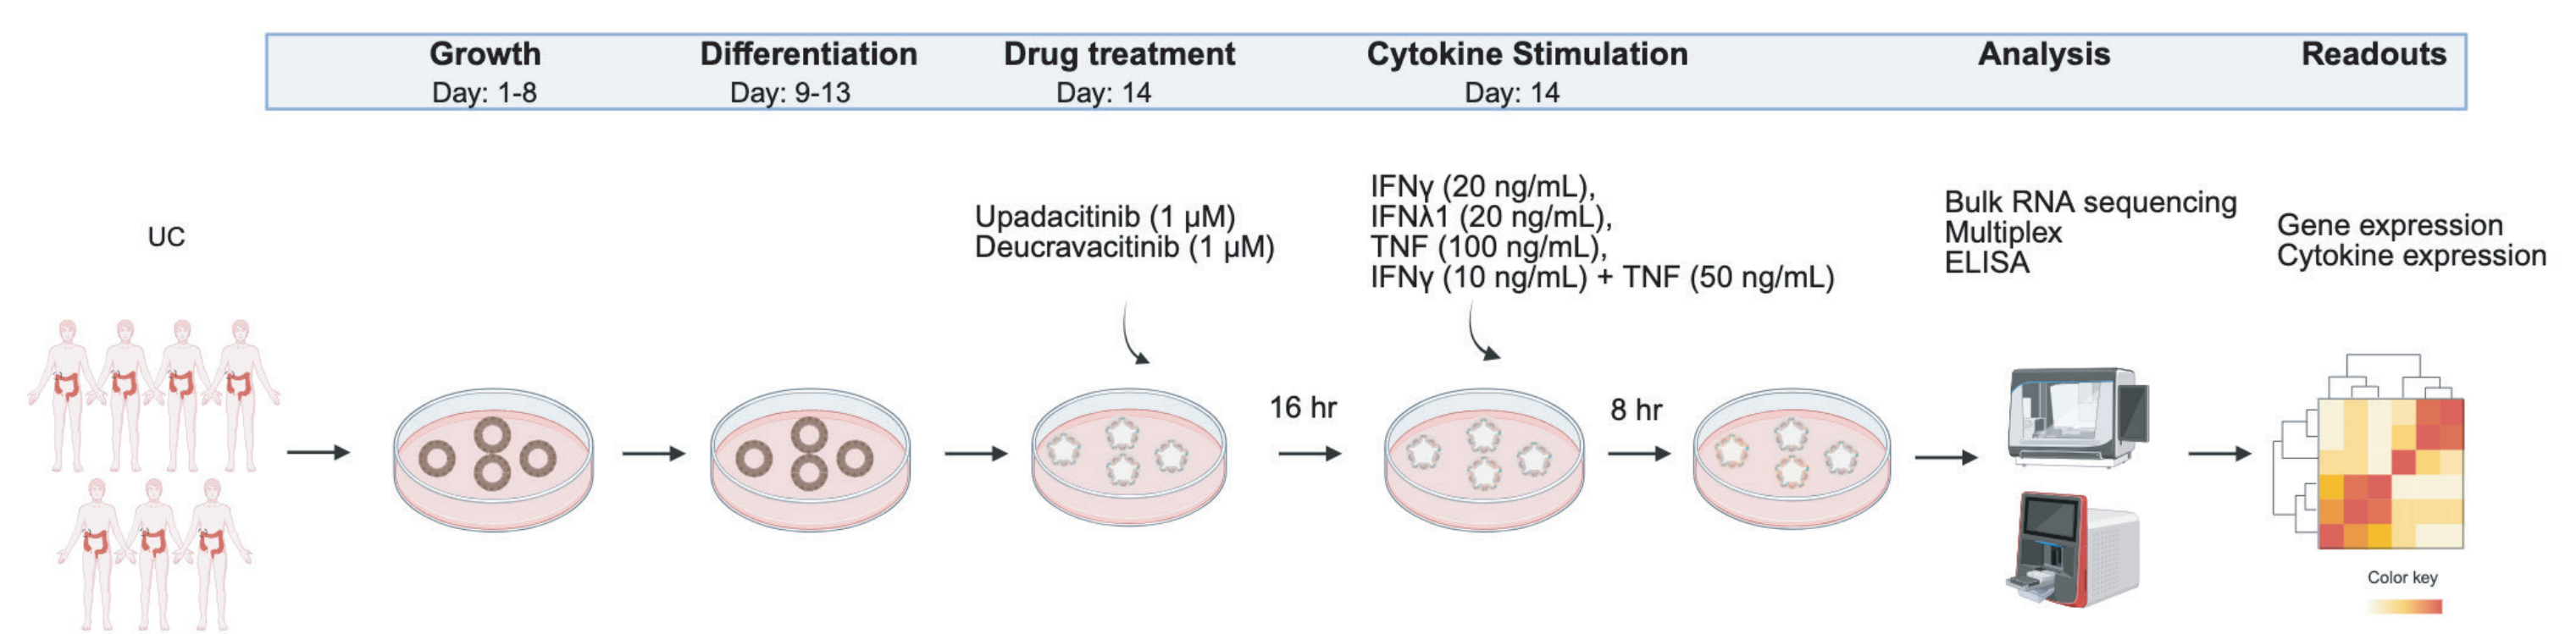 Growth
Day: 1-8
Differentiation
Day: 9-13
Drug treatment
Day: 14
Cytokine Stimulation
Day: 14
Analysis
Readouts
UC
Upadacitinib (1 µM)
Deucravacitinib (1 µM)
IFNγ (20 ng/mL),
IFNλ1 (20 ng/mL),
TNF (100 ng/mL),
IFNγ (10 ng/mL) + TNF (50 ng/mL)
Bulk RNA sequencing
Multiplex
ELISA
Gene expression
Cytokine expression
16 hr
8 hr
Color key